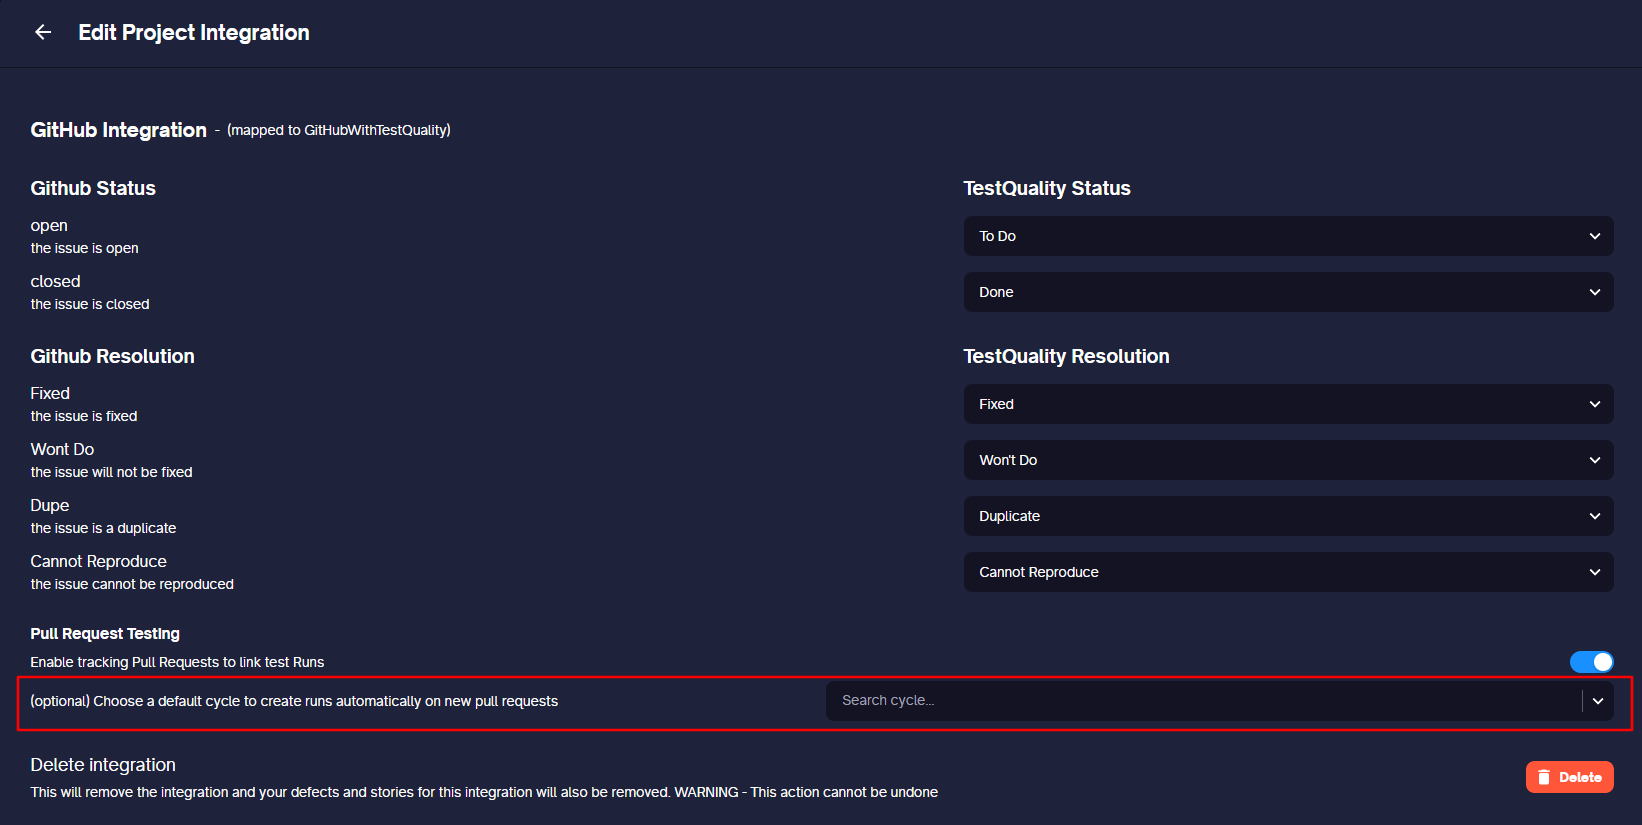 Edit Project Integration
GitHub Integration - (mapped to GitHubWithTestQuality)
Github Status
TestQuality Status
open
the issue is open
To Do
closed
the issue is closed
Done
Github Resolution
TestQuality Resolution
Fixed
the issue is fixed
Fixed
Wont Do
the issue will not be fixed
Won't Do
Dupe
the issue is a duplicate
Duplicate
Cannot Reproduce
the issue cannot be reproduced
Cannot Reproduce
Pull Request Testing
Enable tracking Pull Requests to link test Runs
(optional) Choose a default cycle to create runs automatically on new pull requests
Search cycle...
Delete integration
This will remove the integration and your defects and stories for this integration will also be removed. WARNING - This action cannot be undone
Delete